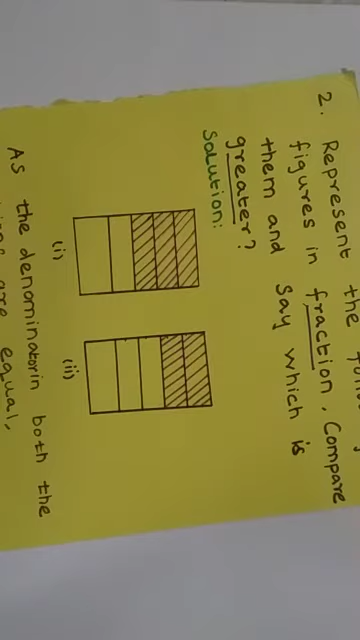 2. Represent the
figures in fraction. Compare
them and say which is
greater?
Solution:
(i) (ii)
As the denominator in both the
are equal,